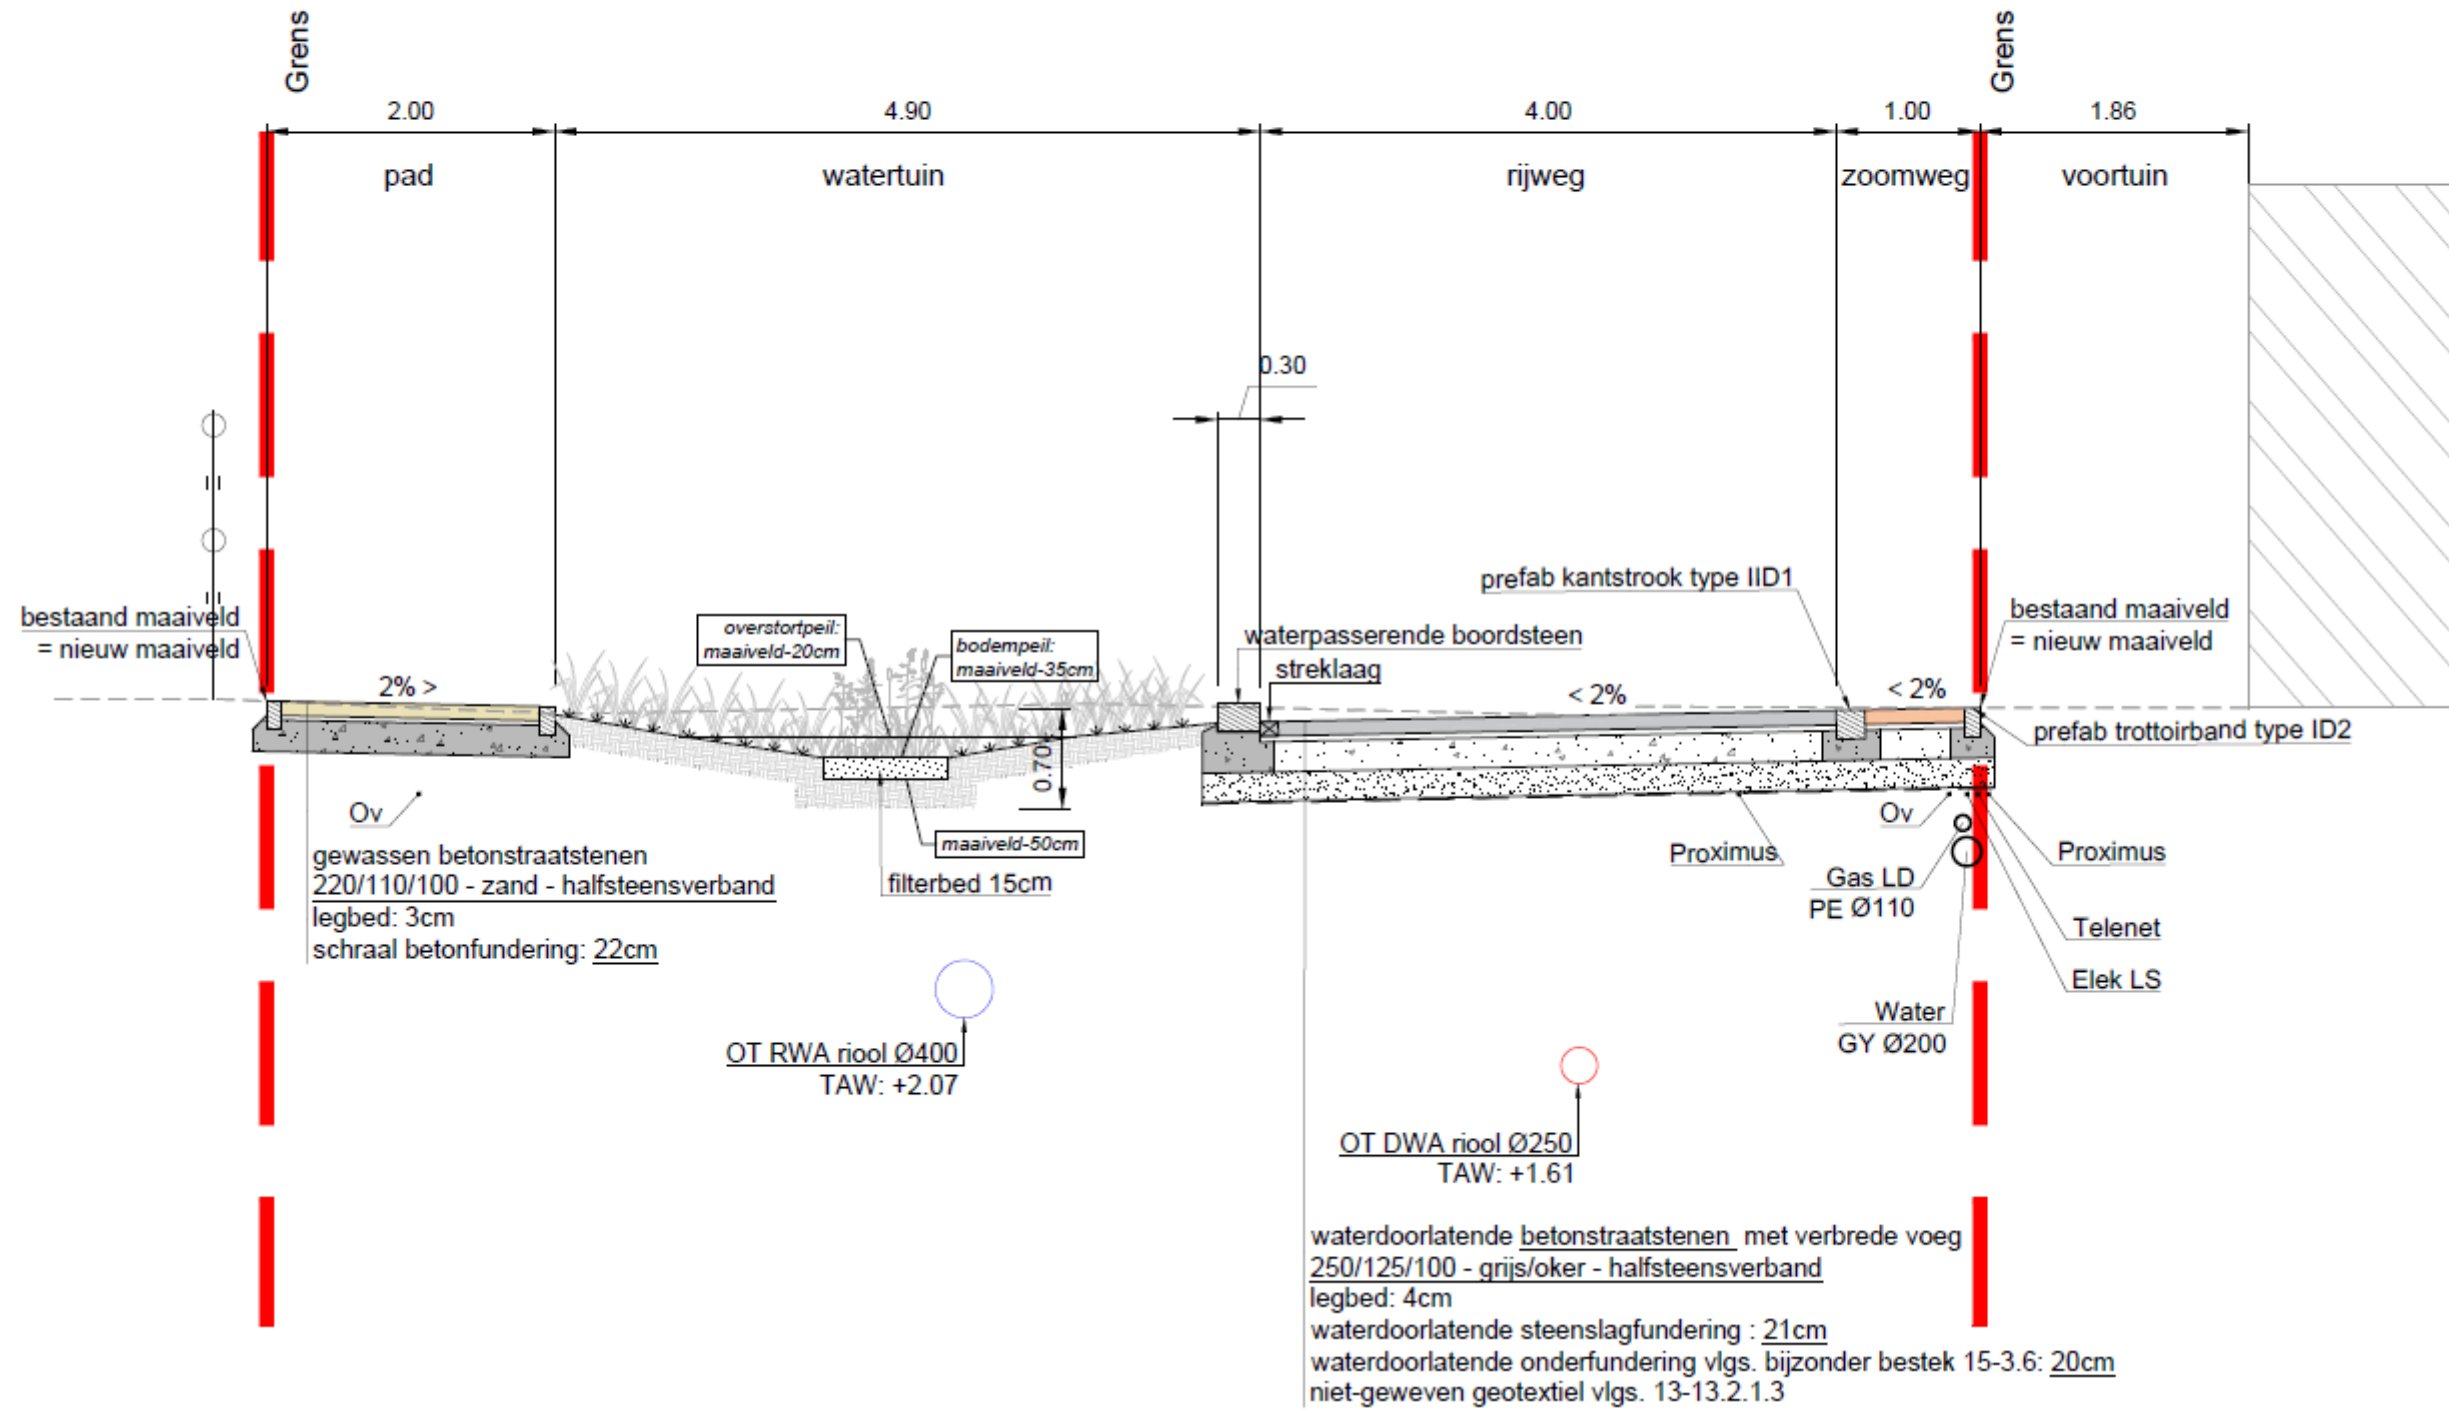 Grens
Grens
2.00
4.90
4.00
1.00
1.86
pad
watertuin
rijweg
zoomweg
voortuin
0.30
prefab kantstrook type IID1
bestaand maaiveld
= nieuw maaiveld
overstortpeil:
maaiveld-20cm
bodempeil:
maaiveld-35cm
waterpasserende boordsteen
streklaag
bestaand maaiveld
= nieuw maaiveld
2% >
< 2%
< 2%
prefab trottoirband type ID2
0.70
Ov
maaiveld-50cm
filterbed 15cm
Proximus
Ov
Proximus
Gas LD
PE Ø110
Telenet
Elek LS
Water
GY Ø200
gewassen betonstraatstenen
220/110/100 - zand - halfsteensverband
legbed: 3cm
schraal betonfundering: 22cm
OT RWA riool Ø400
TAW: +2.07
OT DWA riool Ø250
TAW: +1.61
waterdoorlatende betonstraatstenen met verbrede voeg
250/125/100 - grijs/oker - halfsteensverband
legbed: 4cm
waterdoorlatende steenslagfundering : 21cm
waterdoorlatende onderfundering vlgs. bijzonder bestek 15-3.6: 20cm
niet-geweven geotextiel vlgs. 13-13.2.1.3